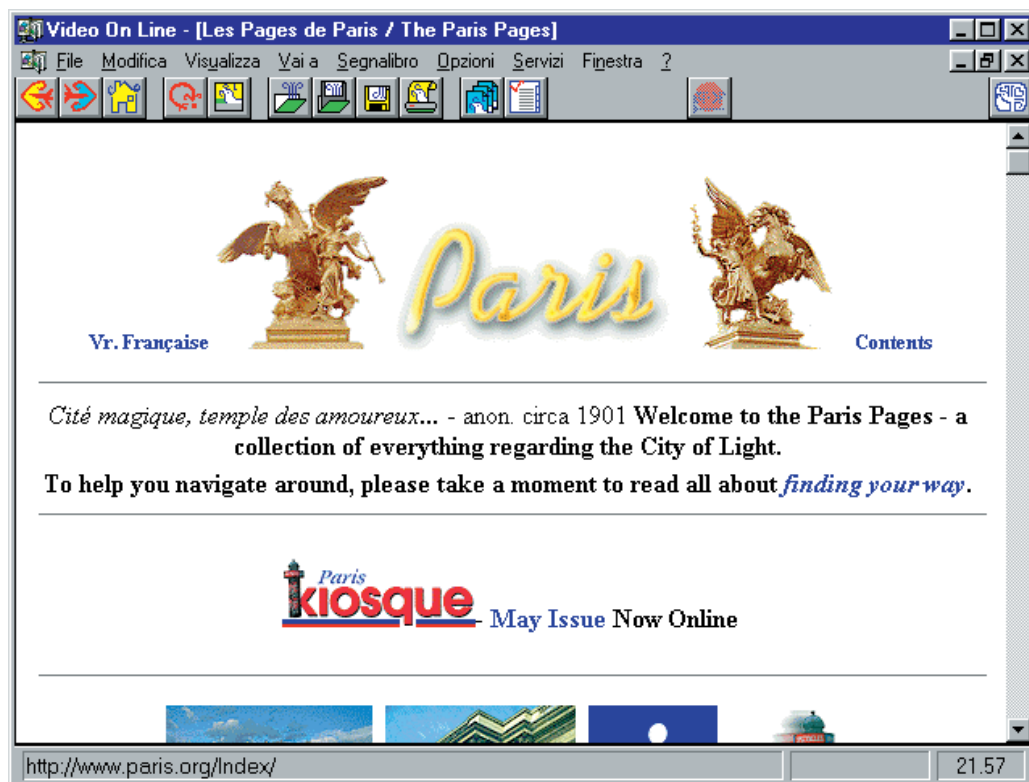 Video On Line - [Les Pages de Paris / The Paris Pages]
File Modifica Visualizza Vai a Segnalibro Opzioni Servizi Finestra ?
Paris
Vr. Française Contents
Cité magique, temple des amoureux... - anon. circa 1901 Welcome to the Paris Pages - a
collection of everything regarding the City of Light.
To help you navigate around, please take a moment to read all about finding your way.
Paris
kiosque - May Issue Now Online
http://www.paris.org/Index/ 21.57